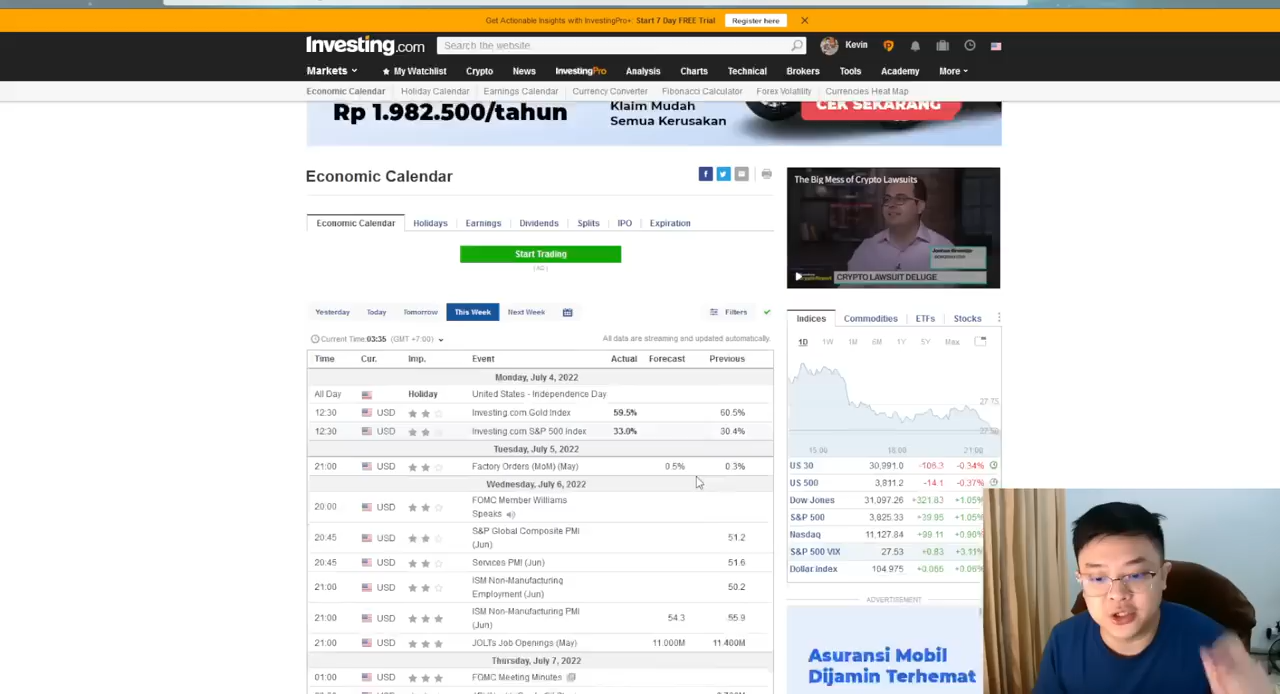 Get Actionable Insights with InvestingPro+: Start 7 Day FREE Trial Register here
Investing.com Search the website Kevin
Markets My Watchlist Crypto News InvestingPro Analysis Charts Technical Brokers Tools Academy More
Economic Calendar Holiday Calendar Earnings Calendar Currency Converter Fibonacci Calculator Forex Volatility Currencies Heat Map
Rp 1.982.500/tahun
Klaim Mudah
Semua Kerusakan
CEK SEKARANG
Economic Calendar
Economic Calendar Holidays Earnings Dividends Splits IPO Expiration
Start Trading
(AD)
Yesterday Today Tomorrow This Week Next Week Filters
Current Time: 03:35 (GMT +7:00) All data are streaming and updated automatically.
Time Cur. Imp. Event Actual Forecast Previous
Monday, July 4, 2022
All Day Holiday United States - Independence Day
12:30 USD Investing.com Gold Index 59.5% 60.5%
12:30 USD Investing.com S&P 500 Index 33.0% 30.4%
Tuesday, July 5, 2022
21:00 USD Factory Orders (MoM) (May) 0.5% 0.3%
Wednesday, July 6, 2022
20:00 USD FOMC Member Williams
Speaks
20:45 USD S&P Global Composite PMI
(Jun) 51.2
20:45 USD Services PMI (Jun) 51.6
21:00 USD ISM Non-Manufacturing
Employment (Jun) 50.2
21:00 USD ISM Non-Manufacturing PMI
(Jun) 54.3 55.9
21:00 USD JOLTs Job Openings (May) 11.000M 11.400M
Thursday, July 7, 2022
01:00 USD FOMC Meeting Minutes
The Big Mess of Crypto Lawsuits
CRYPTO LAWSUIT DELUGE
Indices Commodities ETFs Stocks
1D 1W 1M 6M 1Y 5Y Max
27.75
15:00 18:00 21:00
US 30 30,991.0 -106.3 -0.34%
US 500 3,811.2 -14.1 -0.37%
Dow Jones 31,097.26 +321.83 +1.05%
S&P 500 3,825.33 +39.95 +1.05%
Nasdaq 11,127.84 +99.11 +0.90%
S&P 500 VIX 27.53 +0.83 +3.11%
Dollar Index 104.975 +0.066 +0.06%
ADVERTISEMENT
Asuransi Mobil
Dijamin Terhemat